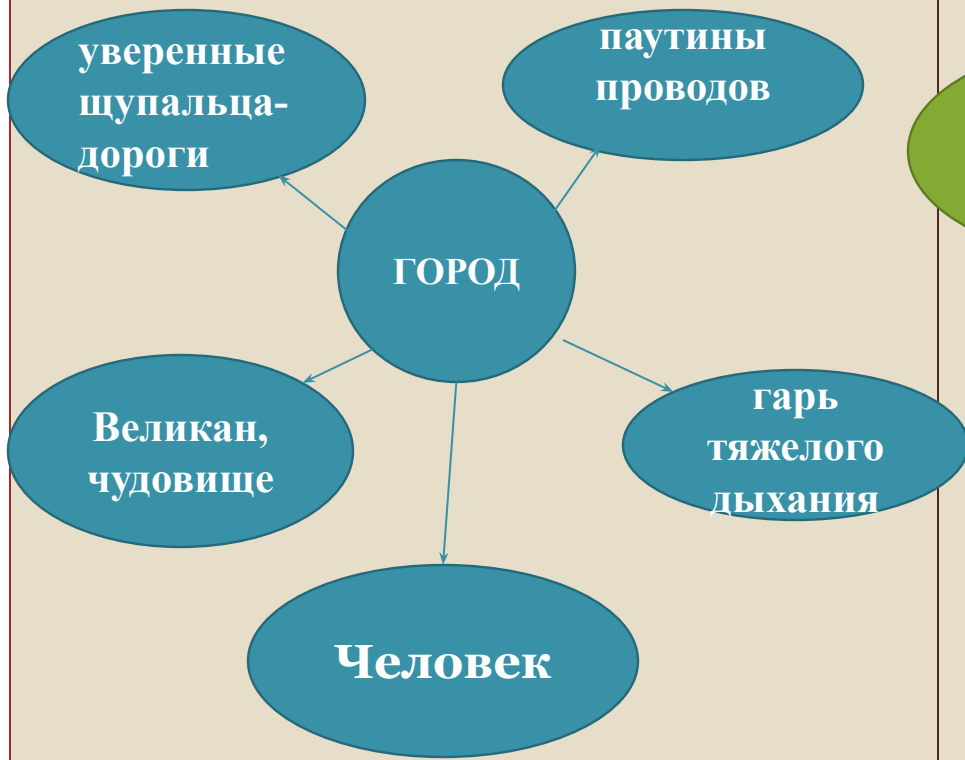 уверенные
щупальца-
дороги
паутины
проводов
ГОРОД
Великан,
чудовище
гарь
тяжелого
дыхания
Человек